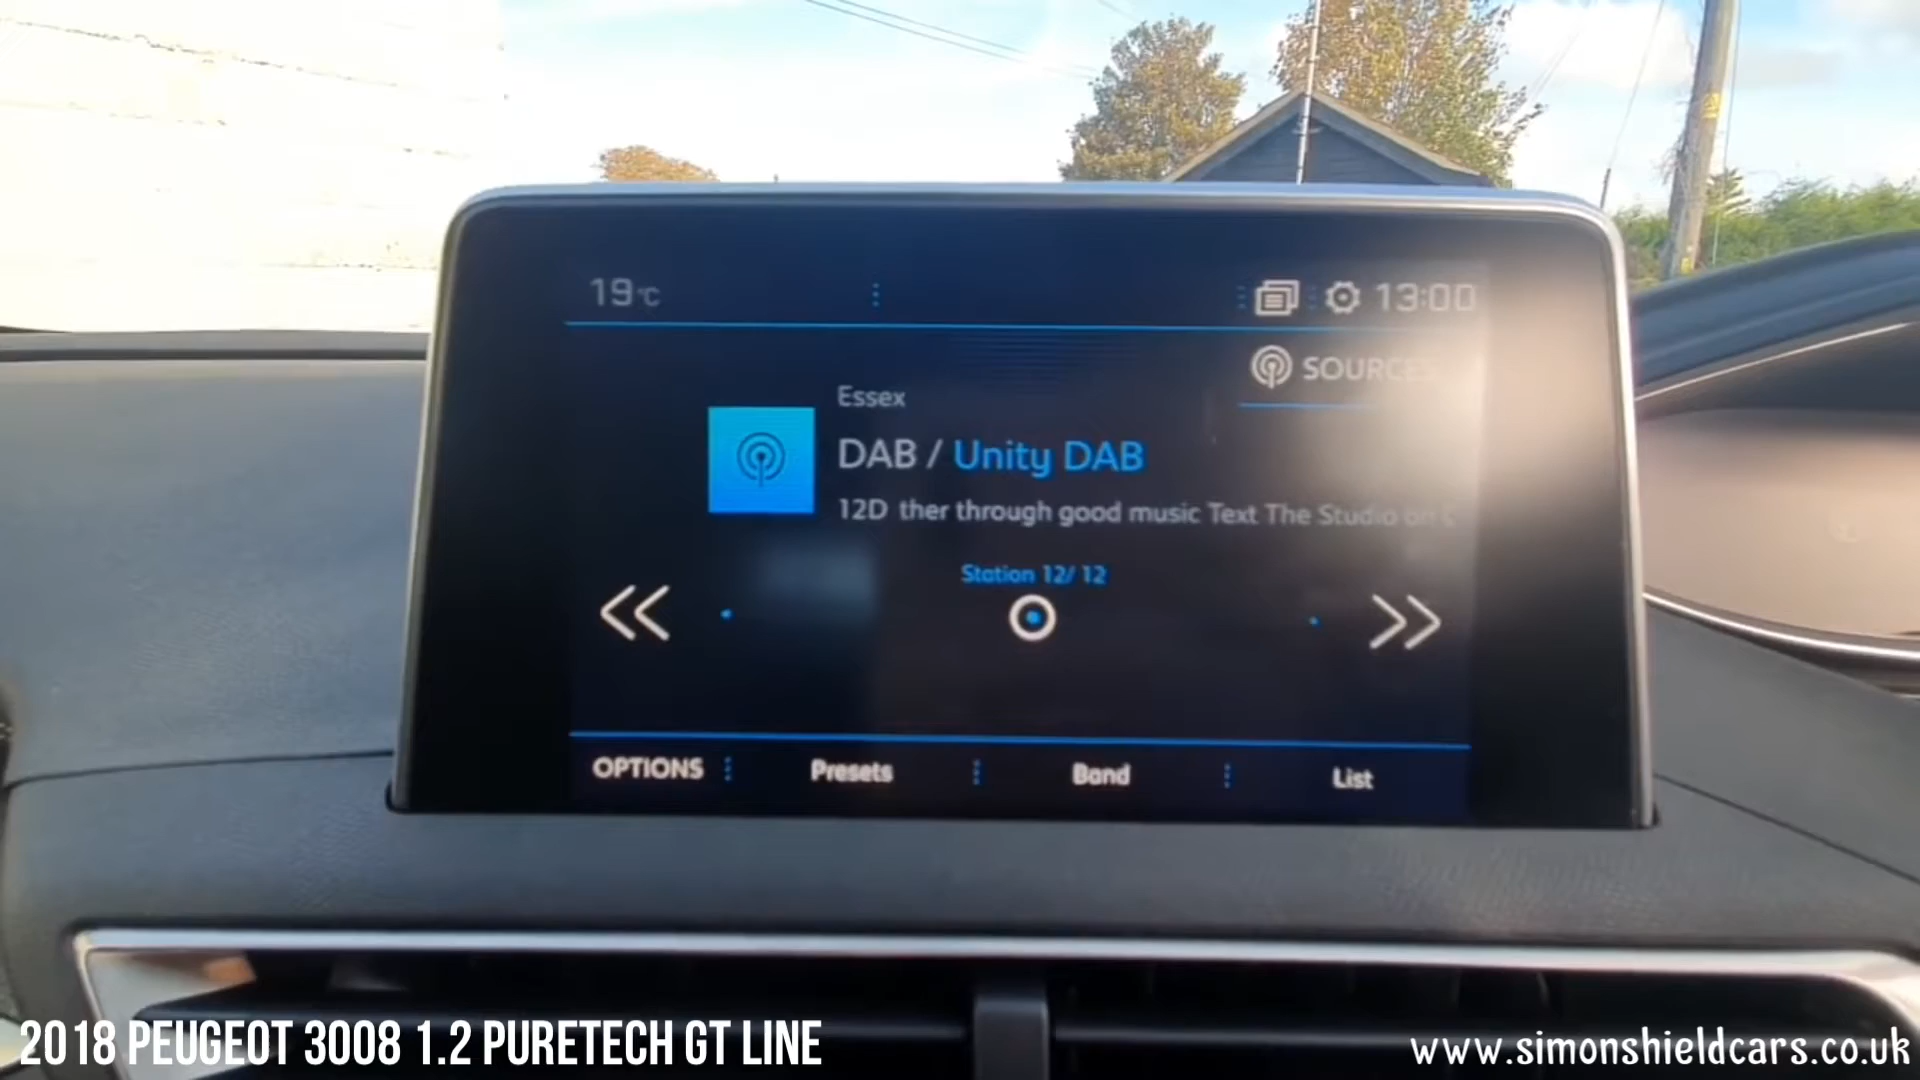 19°C
13:00
SOURCES
Essex
DAB / Unity DAB
12D ther through good music Text The Studio on
Station 12/ 12
OPTIONS
Presets
Band
List
2018 PEUGEOT 3008 1.2 PURETECH GT LINE
www.simonshieldcars.co.uk